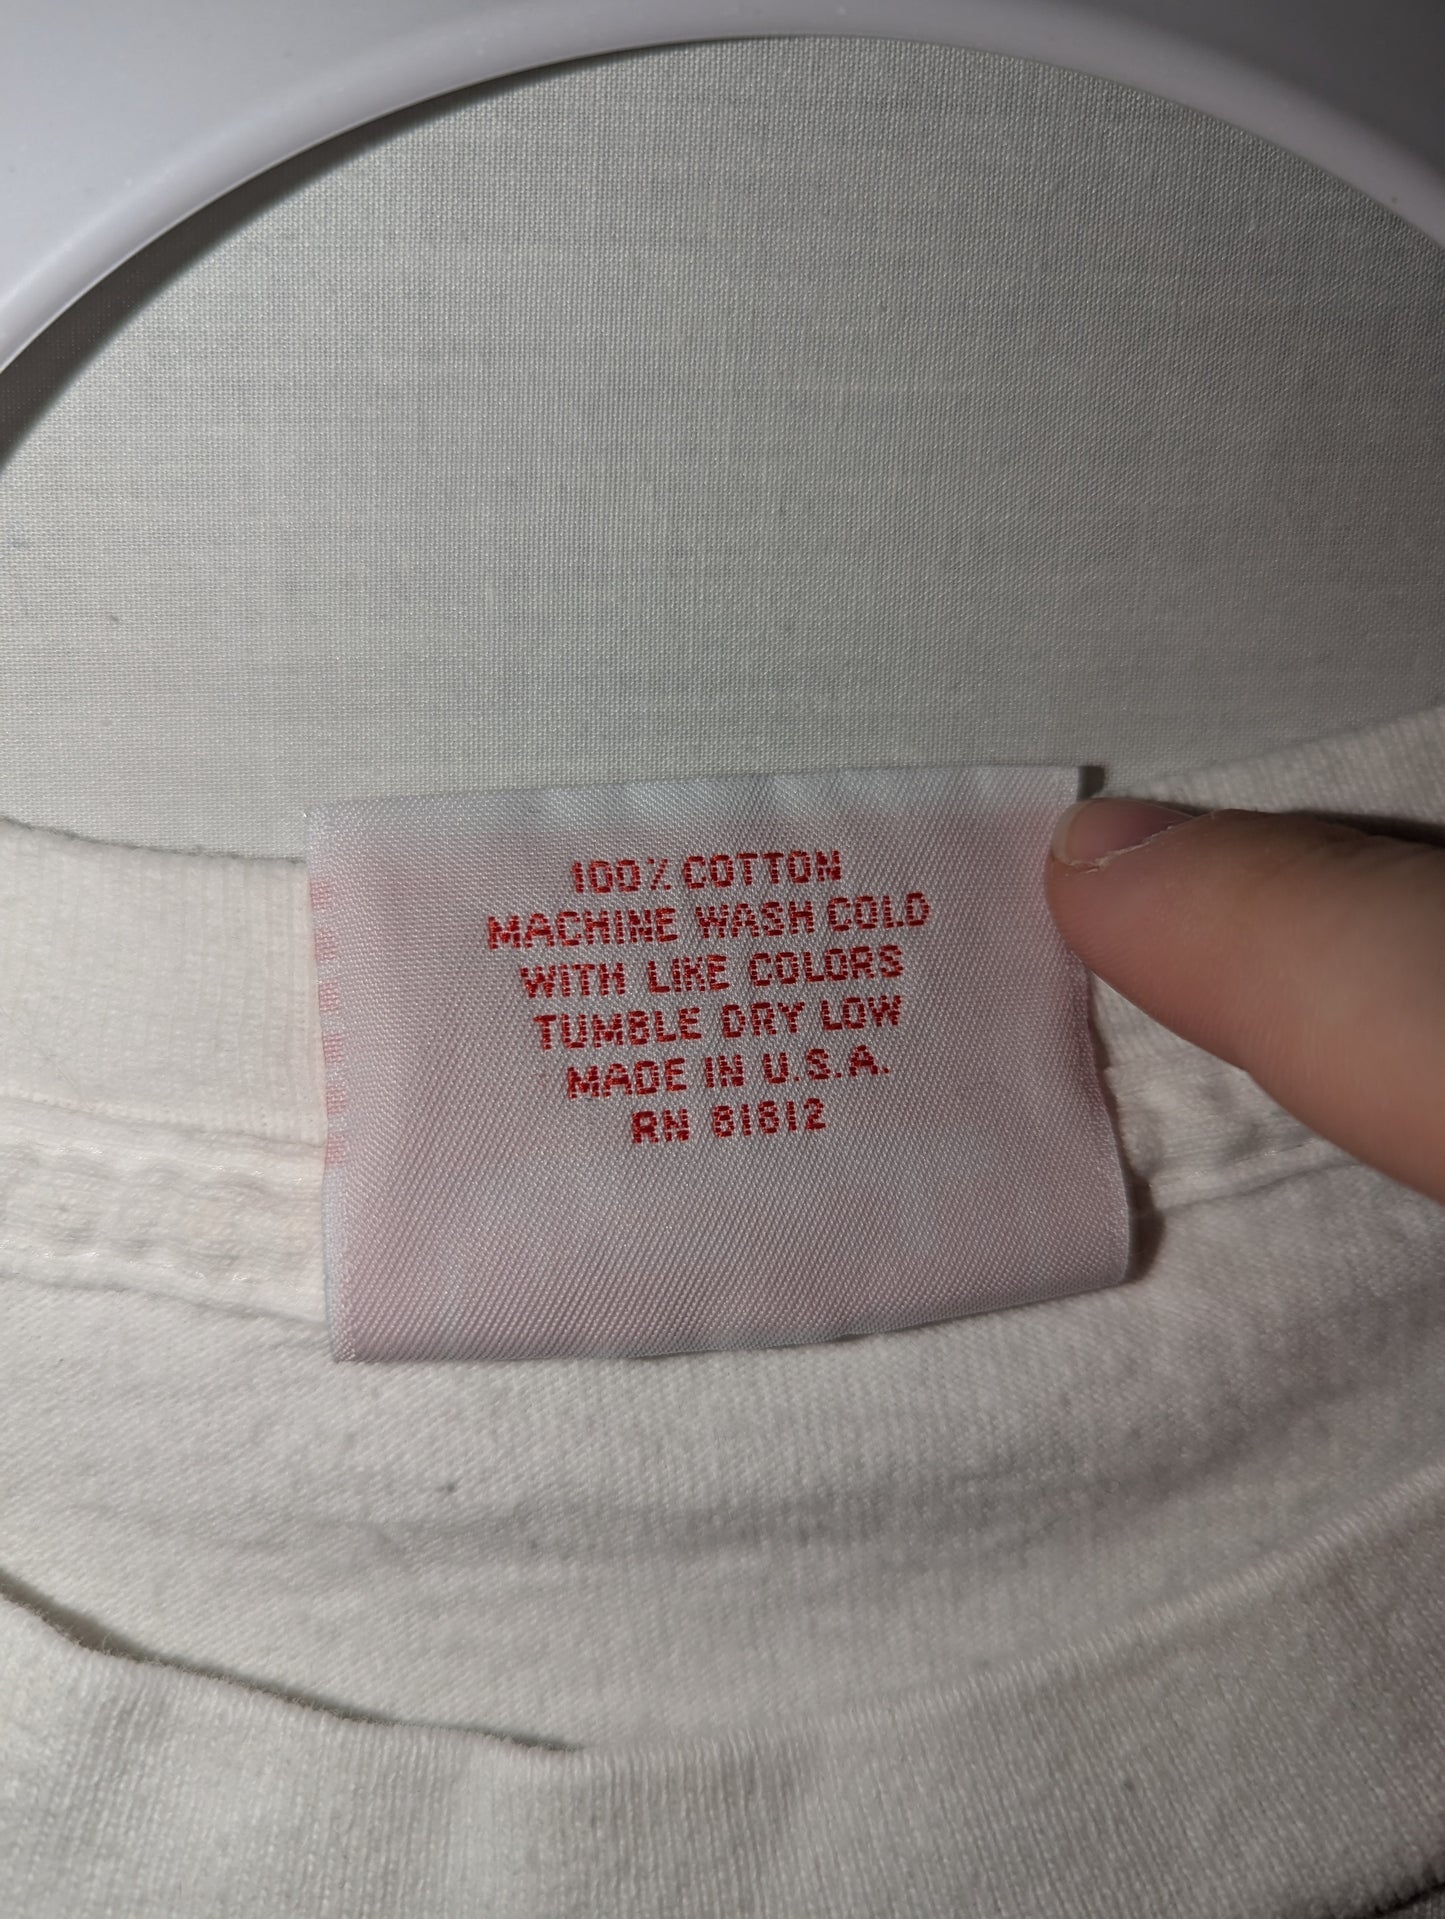 100% COTTON
MACHINE WASH COLD
WITH LIKE COLORS
TUMBLE DRY LOW
MADE IN U.S.A.
RN 81812